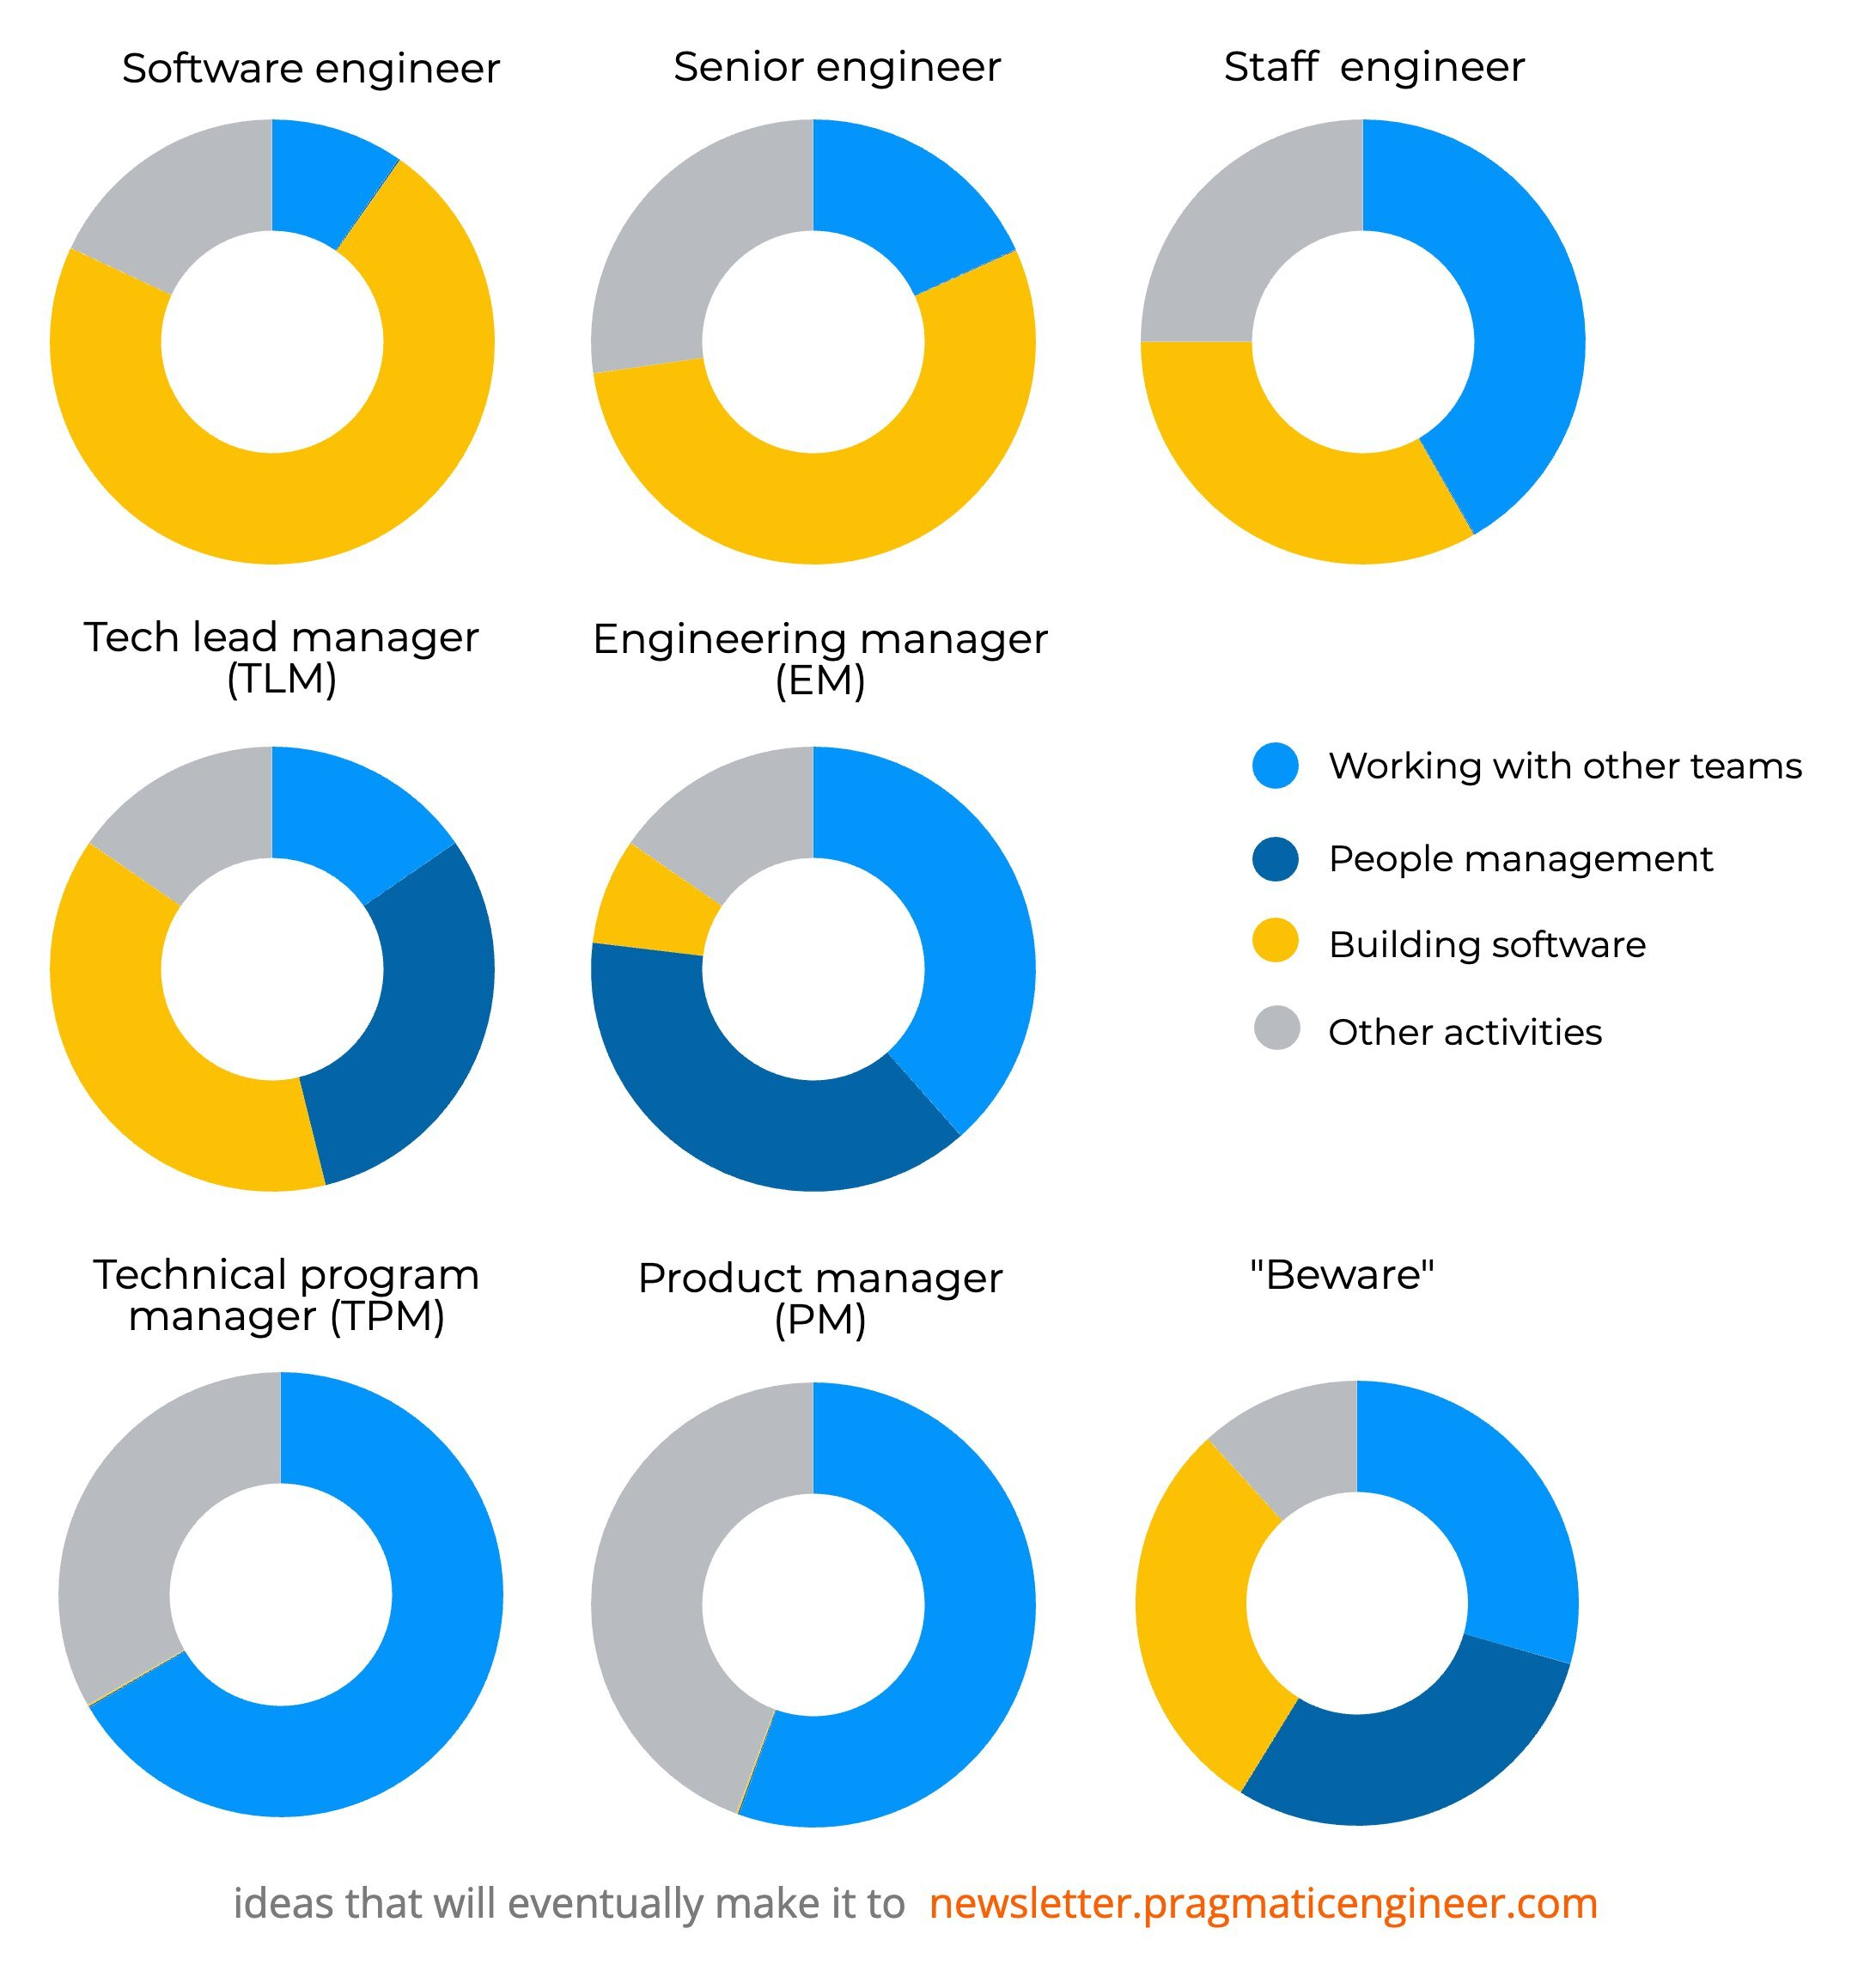 Software engineer
Senior engineer
Staff engineer
Tech lead manager
(TLM)
Engineering manager
(EM)
Working with other teams
People management
Building software
Other activities
Technical program
manager (TPM)
Product manager
(PM)
"Beware"
ideas that will eventually make it to newsletter.pragmaticengineer.com